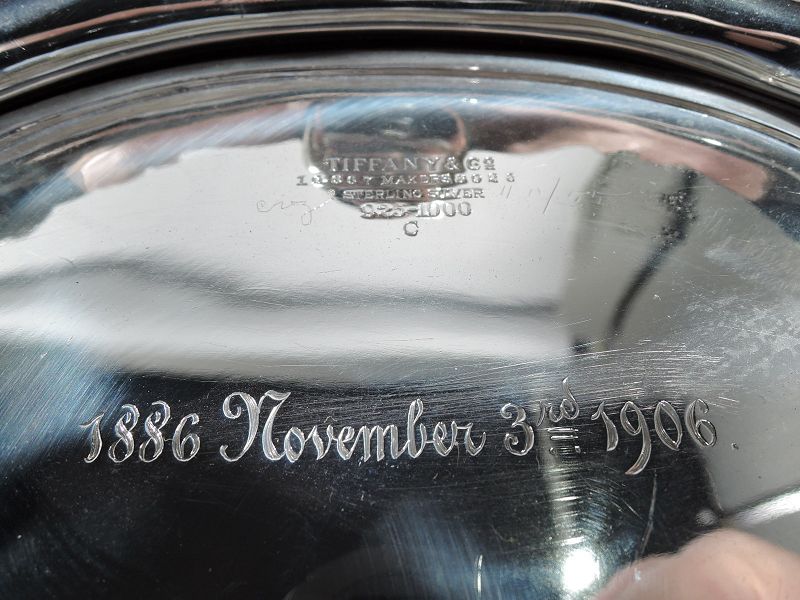 TIFFANY & Co
MAKERS
STERLING SILVER
925-1000
C
1886 November 3rd 1906